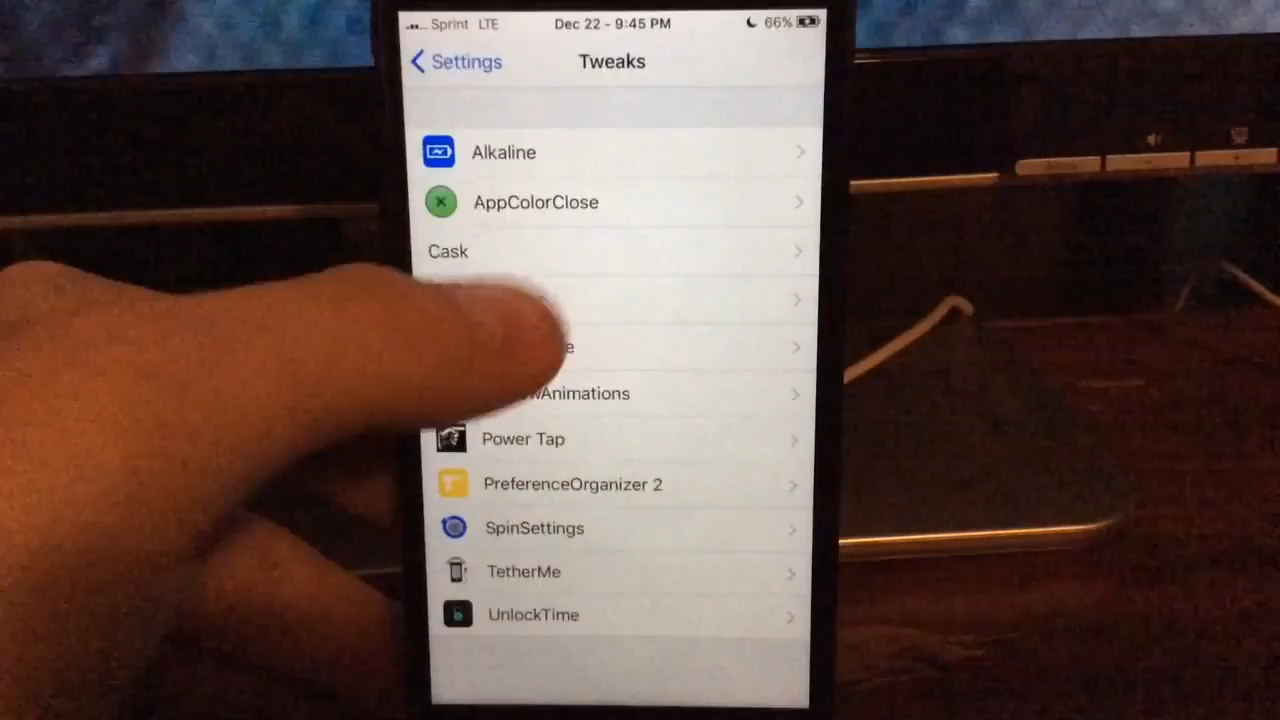 Sprint LTE Dec 22 - 9:45 PM 66%
Settings Tweaks
Alkaline
AppColorClose
Cask
Power Tap
PreferenceOrganizer 2
SpinSettings
TetherMe
UnlockTime